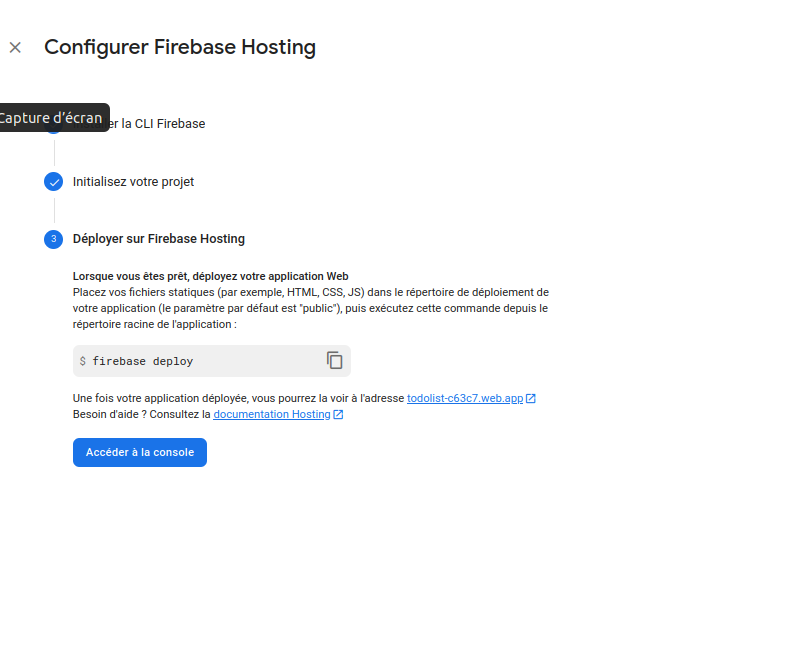 Configurer Firebase Hosting
Capture d'écran
er la CLI Firebase
Initialisez votre projet
3 Déployer sur Firebase Hosting
Lorsque vous êtes prêt, déployez votre application Web
Placez vos fichiers statiques (par exemple, HTML, CSS, JS) dans le répertoire de déploiement de
votre application (le paramètre par défaut est "public"), puis exécutez cette commande depuis le
répertoire racine de l'application :
$ firebase deploy
Une fois votre application déployée, vous pourrez la voir à l'adresse todolist-c63c7.web.app
Besoin d'aide ? Consultez la documentation Hosting
Accéder à la console